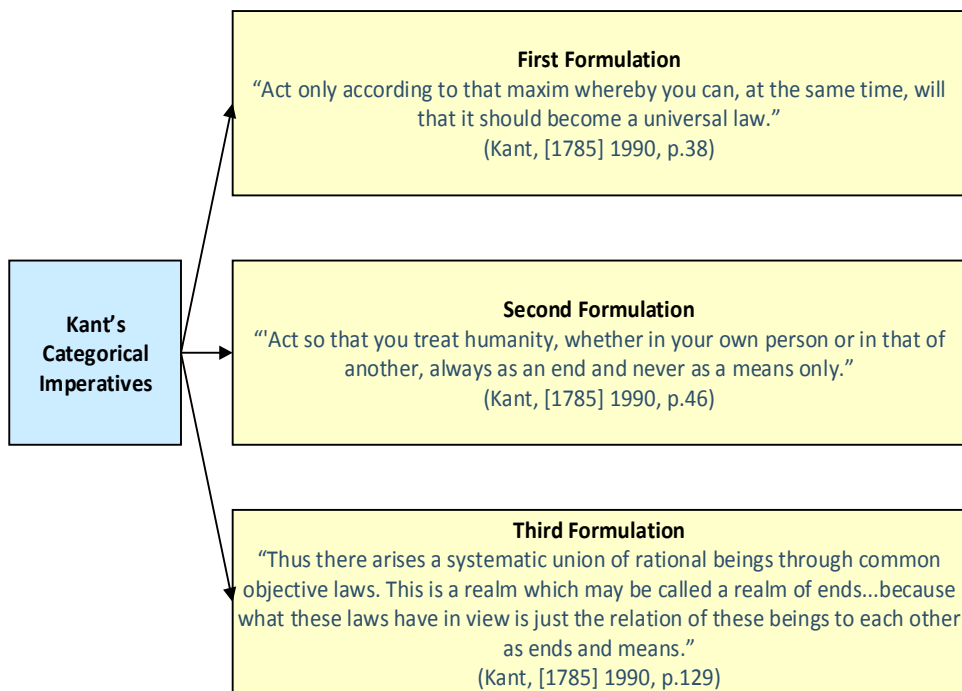 First Formulation
“Act only according to that maxim whereby you can, at the same time, will
that it should become a universal law.”
(Kant, [1785] 1990, p.38)
Kant’s
Categorical
Imperatives
Second Formulation
“'Act so that you treat humanity, whether in your own person or in that of
another, always as an end and never as a means only.”
(Kant, [1785] 1990, p.46)
Third Formulation
“Thus there arises a systematic union of rational beings through common
objective laws. This is a realm which may be called a realm of ends...because
what these laws have in view is just the relation of these beings to each other
as ends and means.”
(Kant, [1785] 1990, p.129)